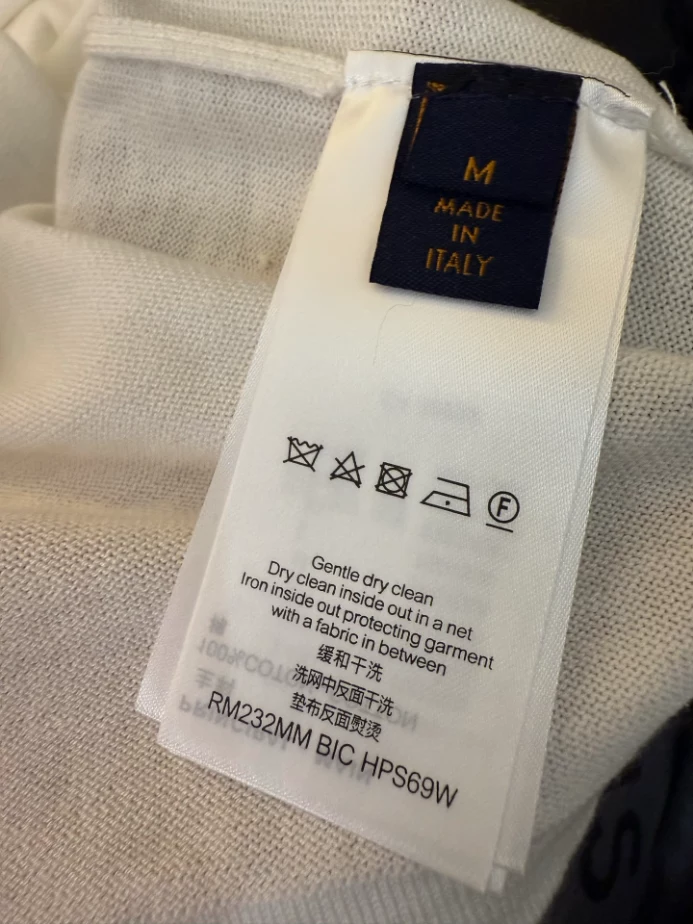 M
MADE
IN
ITALY
F
Gentle dry clean
Dry clean inside out in a net
Iron inside out protecting garment
with a fabric in between
缓和干洗
洗网中反面干洗
垫布反面熨烫
RM232MM BIC HPS69W